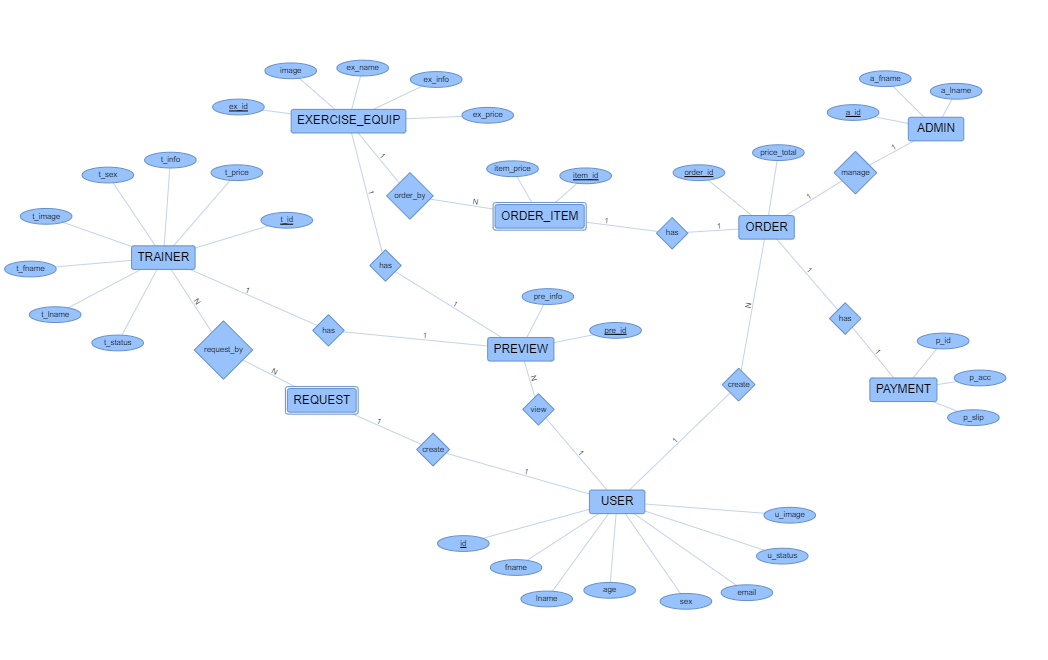 image
ex_name
ex_info
ex_id
EXERCISE_EQUIP
ex_price
a_fname
a_lname
a_id
ADMIN
1
manage
1
price_total
order_id
ORDER
1
order_by
N
item_price
item_id
ORDER_ITEM
1
has
1
t_info
t_sex
t_price
t_image
t_id
TRAINER
t_fname
t_lname
t_status
1
has
1
1
has
1
pre_info
pre_id
PREVIEW
N
request_by
N
REQUEST
1
create
1
N
view
1
N
create
1
1
has
1
p_id
PAYMENT
p_acc
p_slip
USER
id
fname
lname
age
sex
email
u_status
u_image